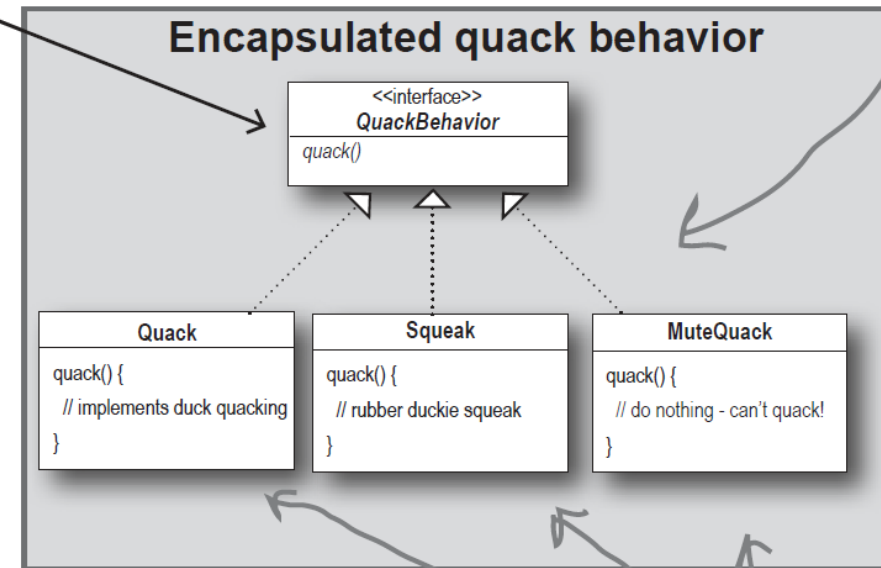 Encapsulated quack behavior
<<interface>>
QuackBehavior
quack()
Quack
quack() {
// implements duck quacking
}
Squeak
quack() {
// rubber duckie squeak
}
MuteQuack
quack() {
// do nothing - can't quack!
}